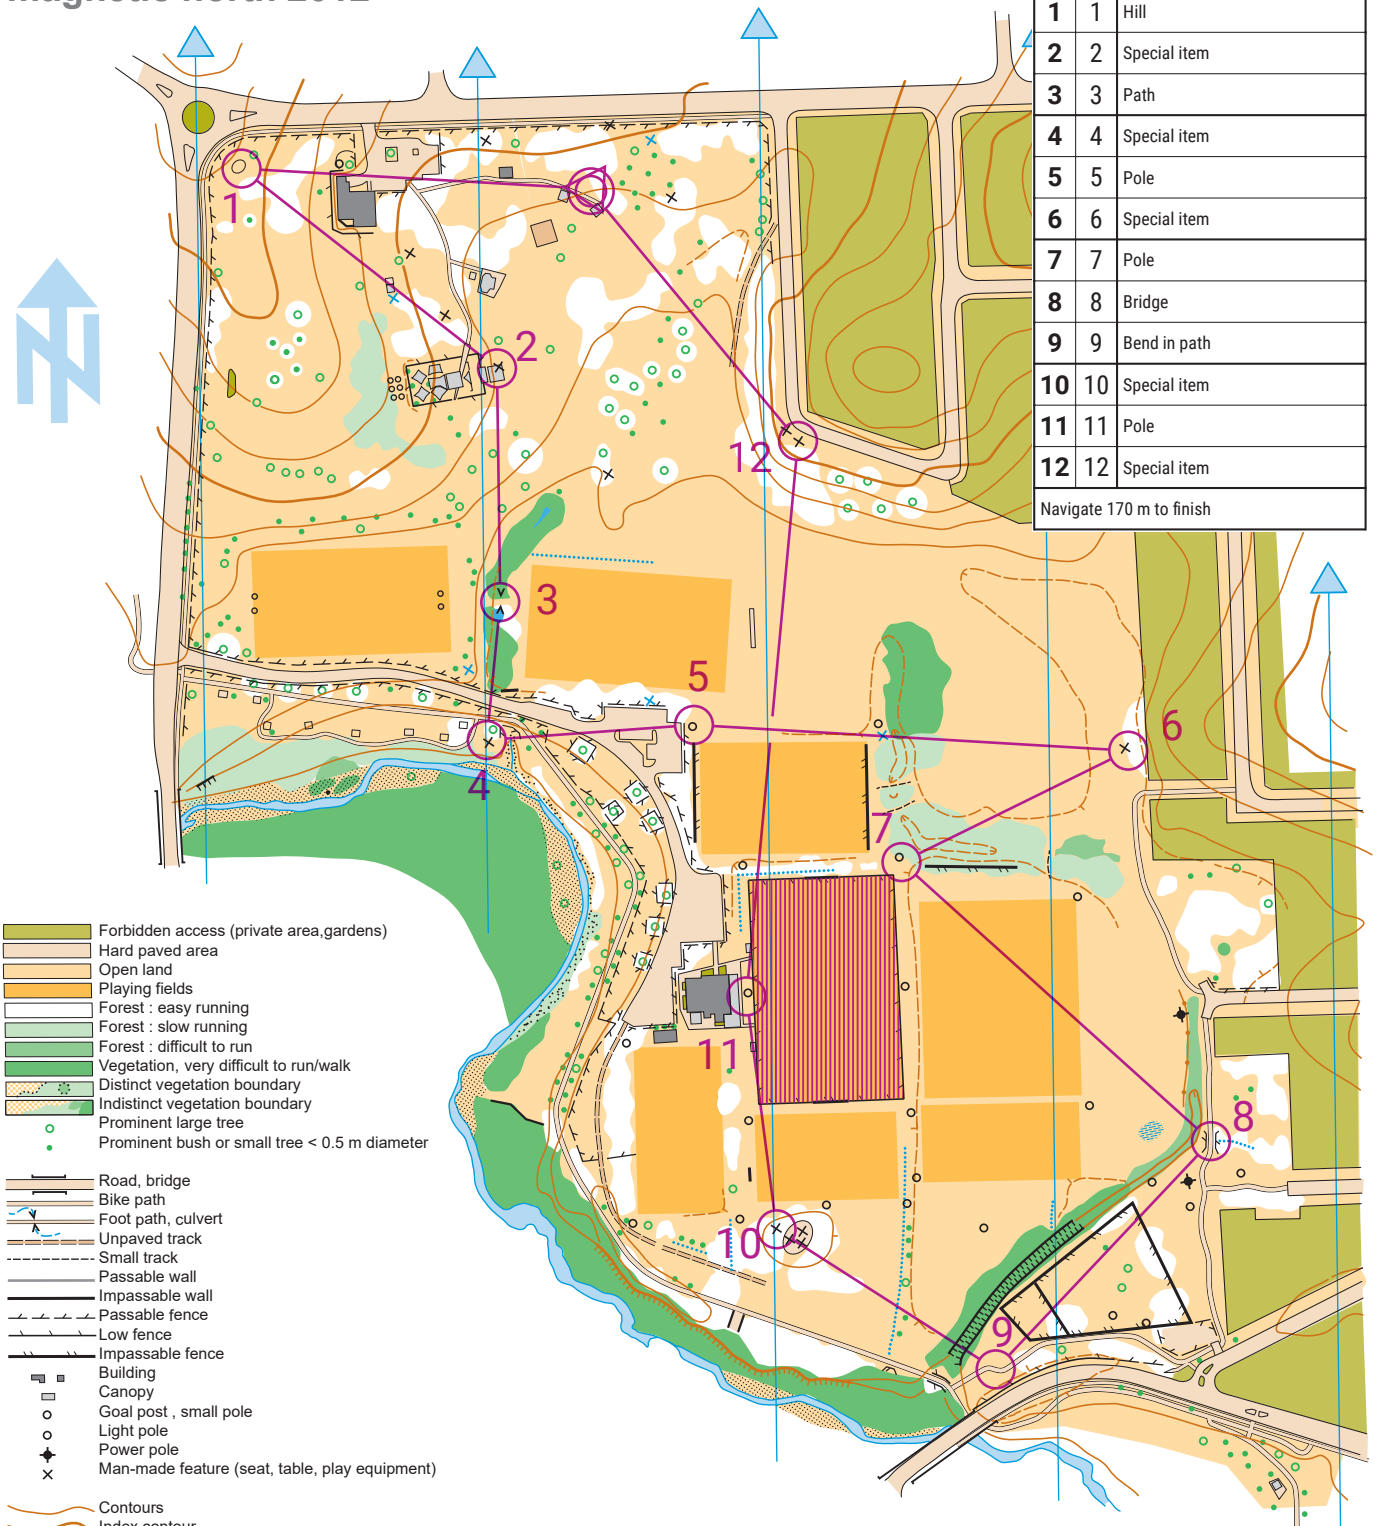 magnetic north 2012
1 1 Hill
2 2 Special item
3 3 Path
4 4 Special item
5 5 Pole
6 6 Special item
7 7 Pole
8 8 Bridge
9 9 Bend in path
10 10 Special item
11 11 Pole
12 12 Special item
Navigate 170 m to finish
N
1
2
12
3
5
6
4
7
11
8
10
9
Forbidden access (private area,gardens)
Hard paved area
Open land
Playing fields
Forest : easy running
Forest : slow running
Forest : difficult to run
Vegetation, very difficult to run/walk
Distinct vegetation boundary
Indistinct vegetation boundary
Prominent large tree
Prominent bush or small tree < 0.5 m diameter
Road, bridge
Bike path
Foot path, culvert
Unpaved track
Small track
Passable wall
Impassable wall
Passable fence
Low fence
Impassable fence
Building
Canopy
Goal post , small pole
Light pole
Power pole
Man-made feature (seat, table, play equipment)
Contours
Index contour